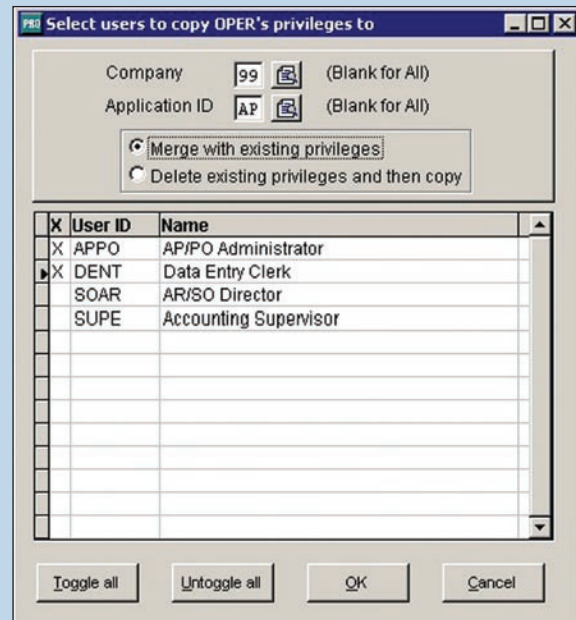 PRO Select users to copy OPER's privileges to
Company 99 (Blank for All)
Application ID AP (Blank for All)
Merge with existing privileges
Delete existing privileges and then copy
X User ID Name
X APPO AP/PO Administrator
X DENT Data Entry Clerk
SOAR AR/SO Director
SUPE Accounting Supervisor
Toggle all Untoggle all OK Cancel